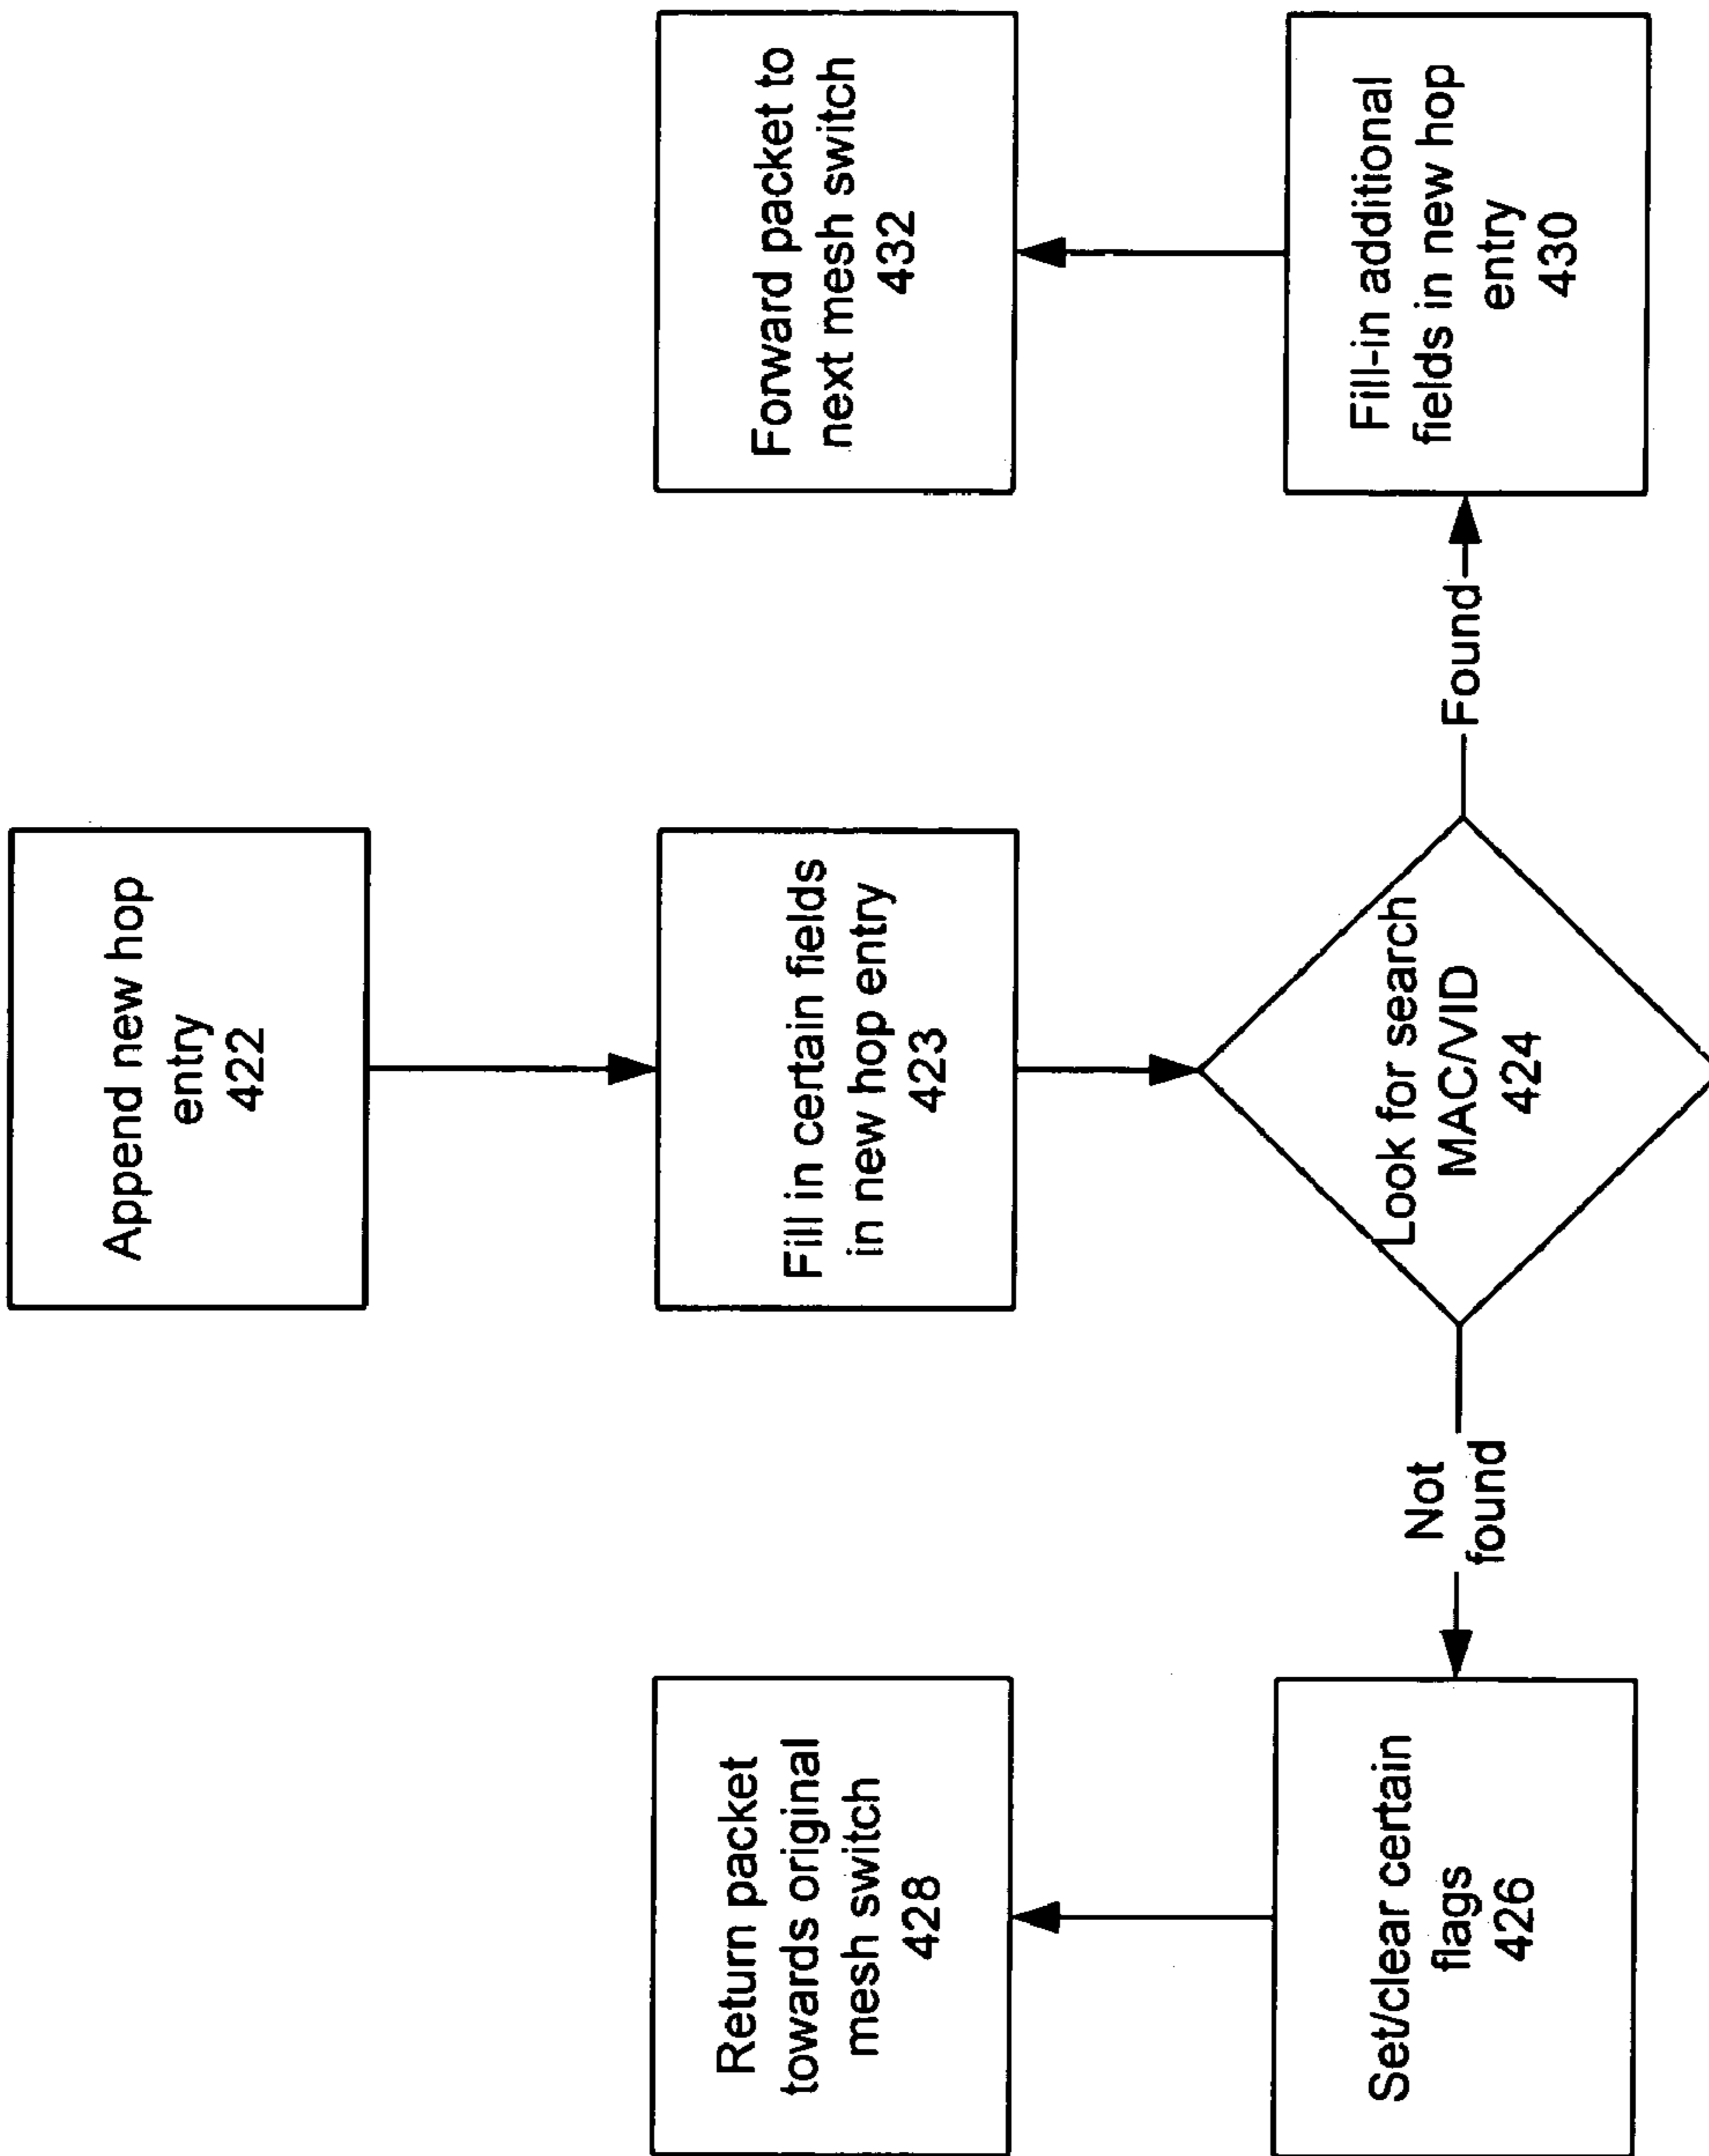 Append new hop
entry
422
Fill in certain fields
in new hop entry
423
Look for search
MAC/VID
424
Not
found
Found
Set/clear certain
flags
426
Return packet
towards original
mesh switch
428
Fill-in additional
fields in new hop
entry
430
Forward packet to
next mesh switch
432